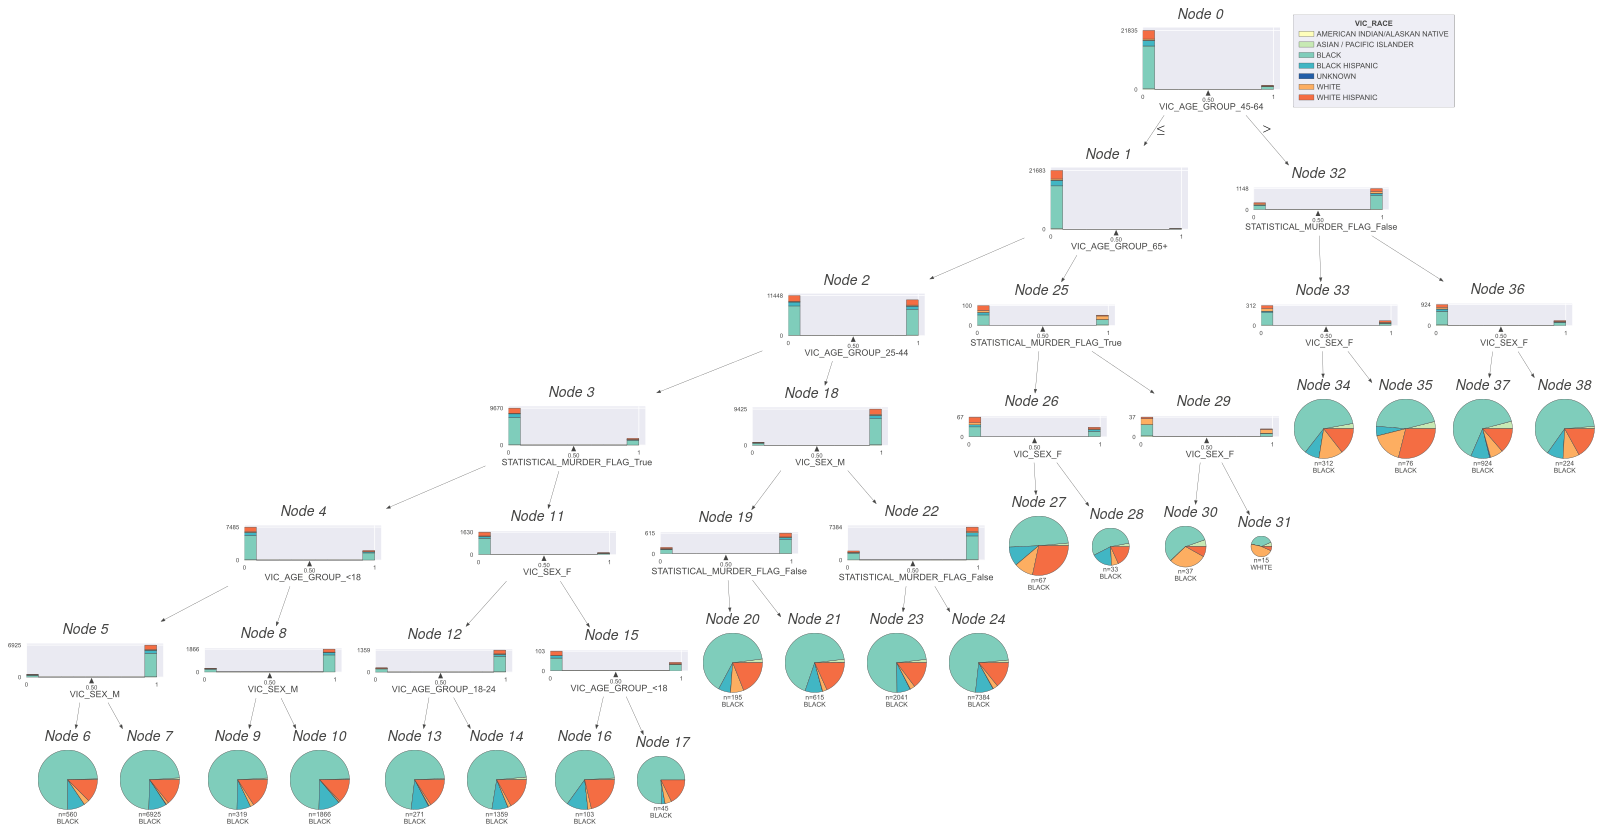 Node 0
21835
0
0
0.50
1
VIC_AGE_GROUP_45-64
VIC_RACE
AMERICAN INDIAN/ALASKAN NATIVE
ASIAN / PACIFIC ISLANDER
BLACK
BLACK HISPANIC
UNKNOWN
WHITE
WHITE HISPANIC
≤
>
Node 1
21683
0
0
0.50
1
VIC_AGE_GROUP_65+
Node 32
1148
0
0
0.50
1
STATISTICAL_MURDER_FLAG_False
Node 2
11448
0
0
0.50
1
VIC_AGE_GROUP_25-44
Node 25
100
0
0
0.50
1
STATISTICAL_MURDER_FLAG_True
Node 33
312
0
0
0.50
1
VIC_SEX_F
Node 36
924
0
0
0.50
1
VIC_SEX_F
Node 3
9670
0
0
0.50
1
STATISTICAL_MURDER_FLAG_True
Node 18
9425
0
0
0.50
1
VIC_SEX_M
Node 26
67
0
0
0.50
1
VIC_SEX_F
Node 29
37
0
0
0.50
1
VIC_SEX_F
Node 34
n=312
BLACK
Node 35
n=76
BLACK
Node 37
n=924
BLACK
Node 38
n=224
BLACK
Node 4
7485
0
0
0.50
1
VIC_AGE_GROUP_<18
Node 11
1630
0
0
0.50
1
VIC_SEX_F
Node 19
615
0
0
0.50
1
STATISTICAL_MURDER_FLAG_False
Node 22
7384
0
0
0.50
1
STATISTICAL_MURDER_FLAG_False
Node 27
n=67
BLACK
Node 28
n=33
BLACK
Node 30
n=37
BLACK
Node 31
n=15
WHITE
Node 5
6925
0
0
0.50
1
VIC_SEX_M
Node 8
1866
0
0
0.50
1
VIC_SEX_M
Node 12
1359
0
0
0.50
1
VIC_AGE_GROUP_18-24
Node 15
103
0
0
0.50
1
VIC_AGE_GROUP_<18
Node 20
n=195
BLACK
Node 21
n=615
BLACK
Node 23
n=2041
BLACK
Node 24
n=7384
BLACK
Node 6
n=560
BLACK
Node 7
n=6925
BLACK
Node 9
n=319
BLACK
Node 10
n=1866
BLACK
Node 13
n=271
BLACK
Node 14
n=1359
BLACK
Node 16
n=103
BLACK
Node 17
n=45
BLACK